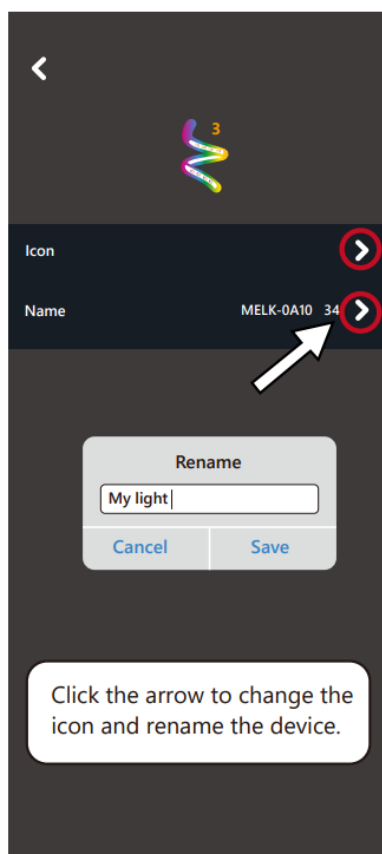 3
Icon
Name MELK-0A10 34
Rename
My light
Cancel Save
Click the arrow to change the
icon and rename the device.